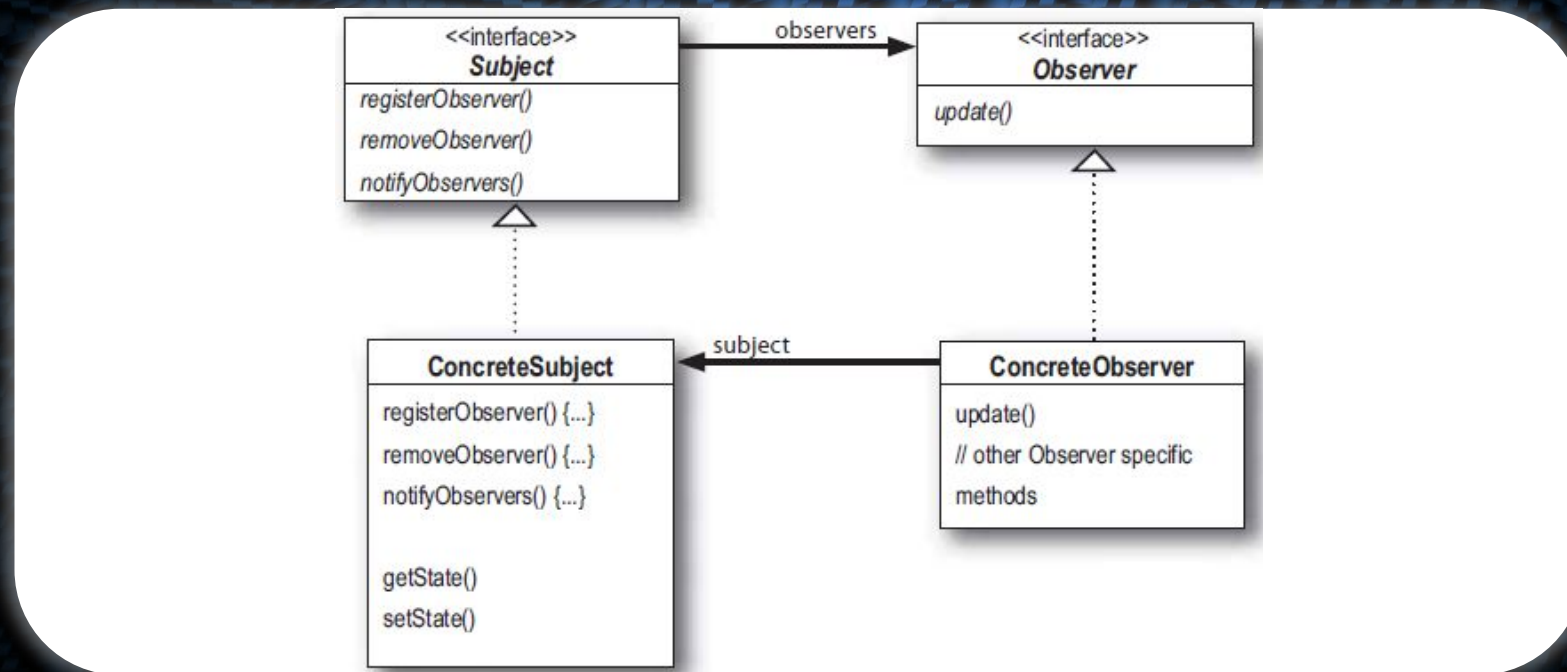 <<interface>>
Subject
registerObserver()
removeObserver()
notifyObservers()
observers
<<interface>>
Observer
update()
ConcreteSubject
registerObserver() {...}
removeObserver() {...}
notifyObservers() {...}
getState()
setState()
subject
ConcreteObserver
update()
// other Observer specific
methods